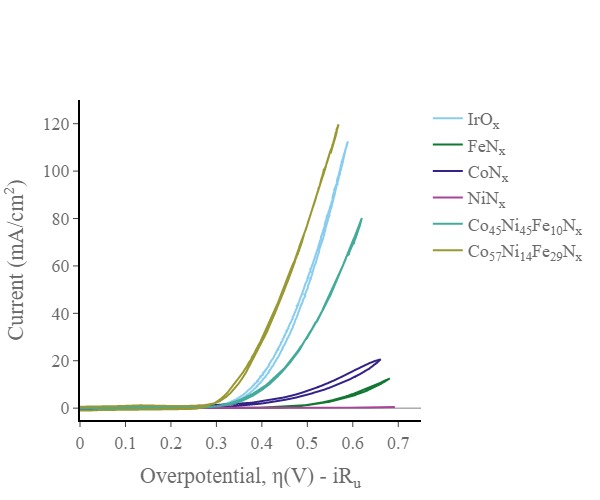 120
100
80
60
40
20
0
Current (mA/cm²)
0 0.1 0.2 0.3 0.4 0.5 0.6 0.7
Overpotential, η(V) - iRᵤ
IrOₓ
FeNₓ
CoNₓ
NiNₓ
Co₄₅Ni₄₅Fe₁₀Nₓ
Co₅₇Ni₁₄Fe₂₉Nₓ